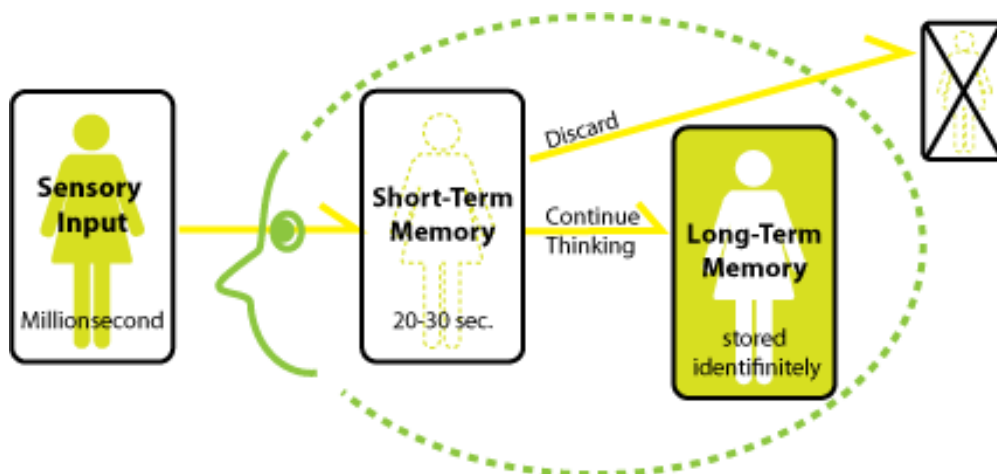 Sensory
Input
Millionsecond
Short-Term
Memory
20-30 sec.
Discard
Continue
Thinking
Long-Term
Memory
stored
identifinitely